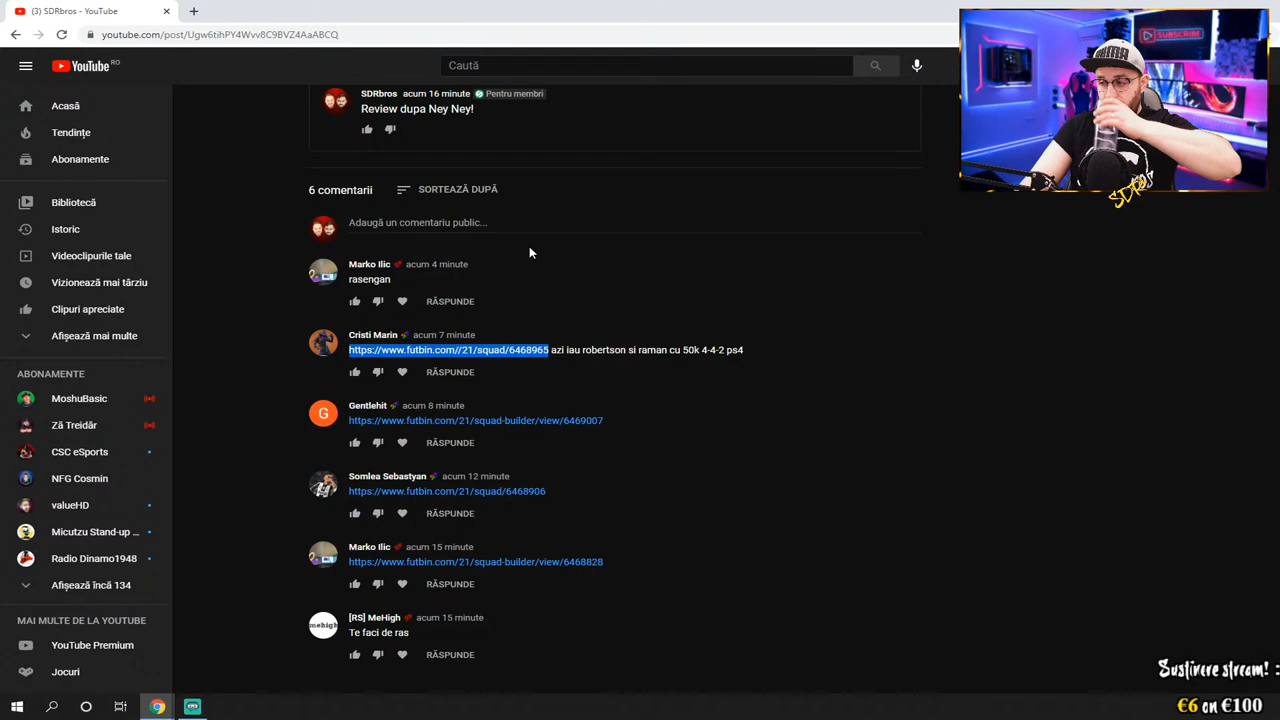 (3) SDRbros - YouTube
youtube.com/post/Ugw6tihPY4Wvv8C9BVZ4AaABCQ
YouTube RO
Caută
Acasă
Tendințe
Abonamente
Bibliotecă
Istoric
Videoclipurile tale
Vizionează mai târziu
Clipuri apreciate
Afișează mai multe
ABONAMENTE
MoshuBasic
Ză Treidăr
CSC eSports
NFG Cosmin
valueHD
Micutzu Stand-up ...
Radio Dinamo1948
Afișează încă 134
MAI MULTE DE LA YOUTUBE
YouTube Premium
Jocuri
SDRbros acum 16 minute Pentru membri
Review dupa Ney Ney!
6 comentarii SORTEAZĂ DUPĂ
Adaugă un comentariu public...
Marko Ilic acum 4 minute
rasengan
RĂSPUNDE
Cristi Marin acum 7 minute
https://www.futbin.com//21/squad/6468965 azi iau robertson si raman cu 50k 4-4-2 ps4
RĂSPUNDE
Gentlehit acum 8 minute
G
https://www.futbin.com/21/squad-builder/view/6469007
RĂSPUNDE
Somlea Sebastyan acum 12 minute
https://www.futbin.com/21/squad/6468906
RĂSPUNDE
Marko Ilic acum 15 minute
https://www.futbin.com/21/squad-builder/view/6468828
RĂSPUNDE
[RS] MeHigh acum 15 minute
mehigh
Te faci de ras
RĂSPUNDE
SUBSCRIBE
Sustinere stream! :
€6 on €100